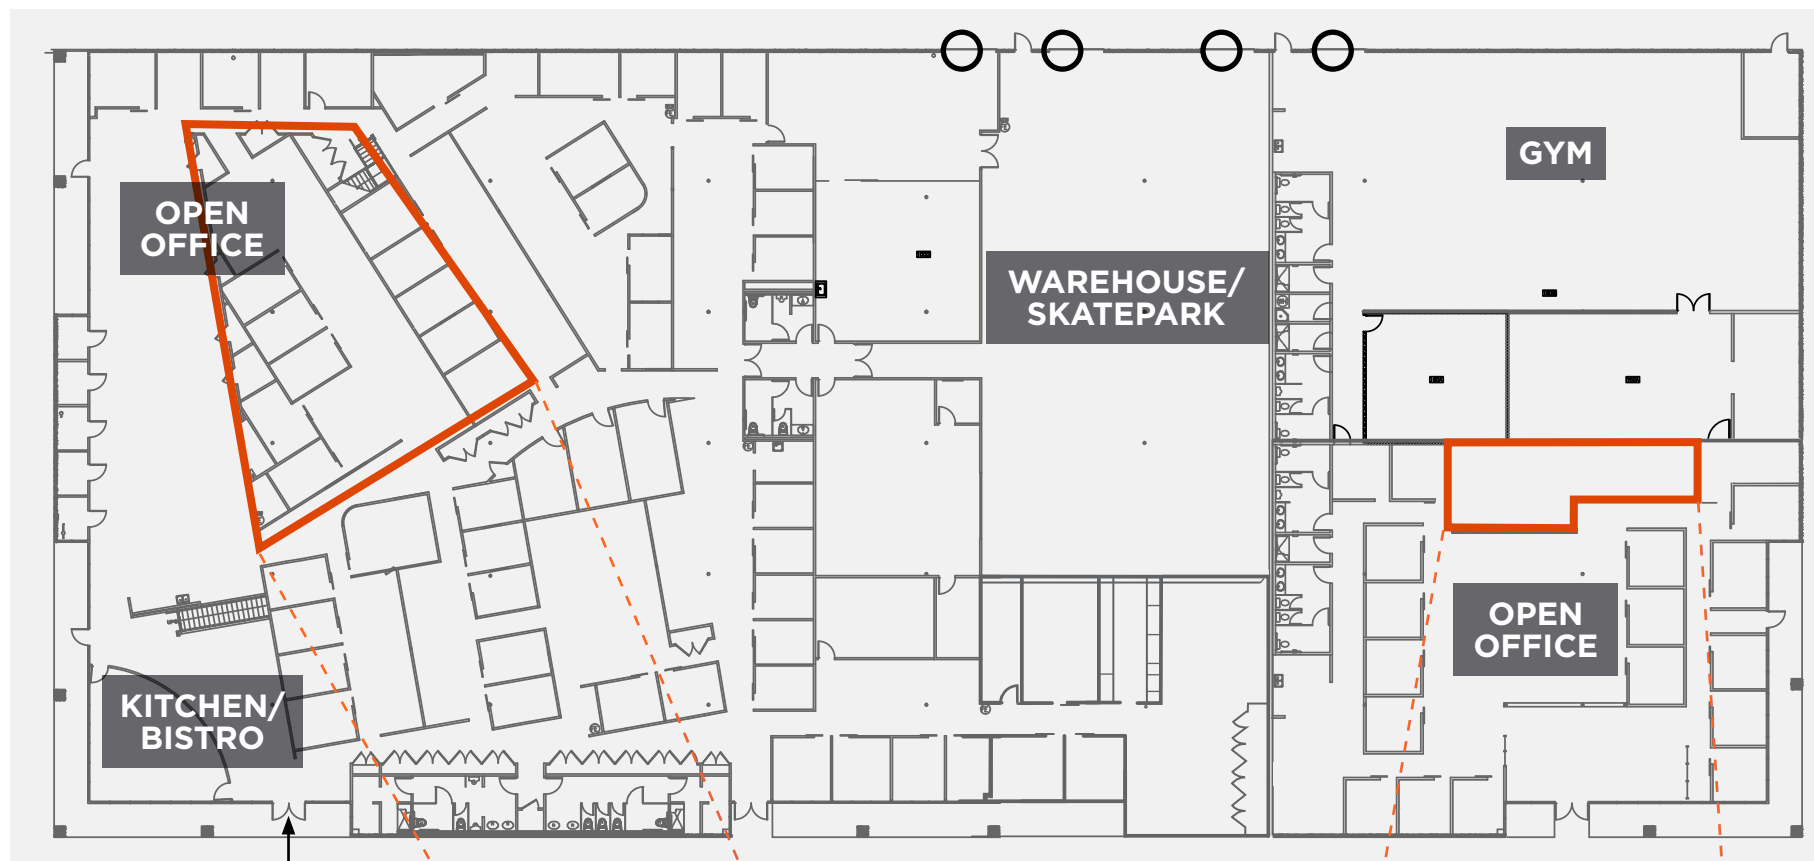 GYM
OPEN
OFFICE
WAREHOUSE/
SKATEPARK
OPEN
OFFICE
KITCHEN/
BISTRO